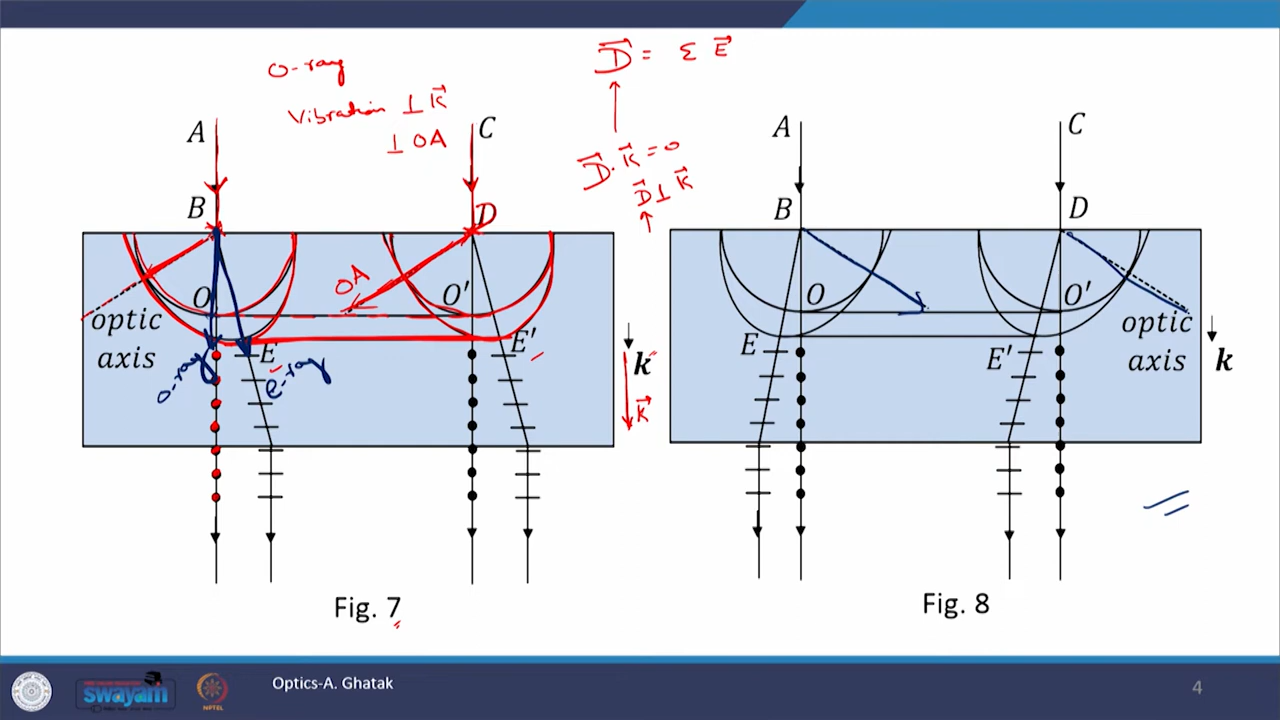 O-ray
Vibration ⊥ k⃗
⊥ OA
D⃗ = ε E⃗
D⃗. k⃗ = 0
D⃗ ⊥ k⃗
A
C
B
D
OA
O
O'
optic
axis
E
E'
o-ray
e-ray
k
k⃗
Fig. 7
A
C
B
D
O
O'
optic
axis
E
E'
k
Fig. 8
swayam
NPTEL
Optics-A. Ghatak
4